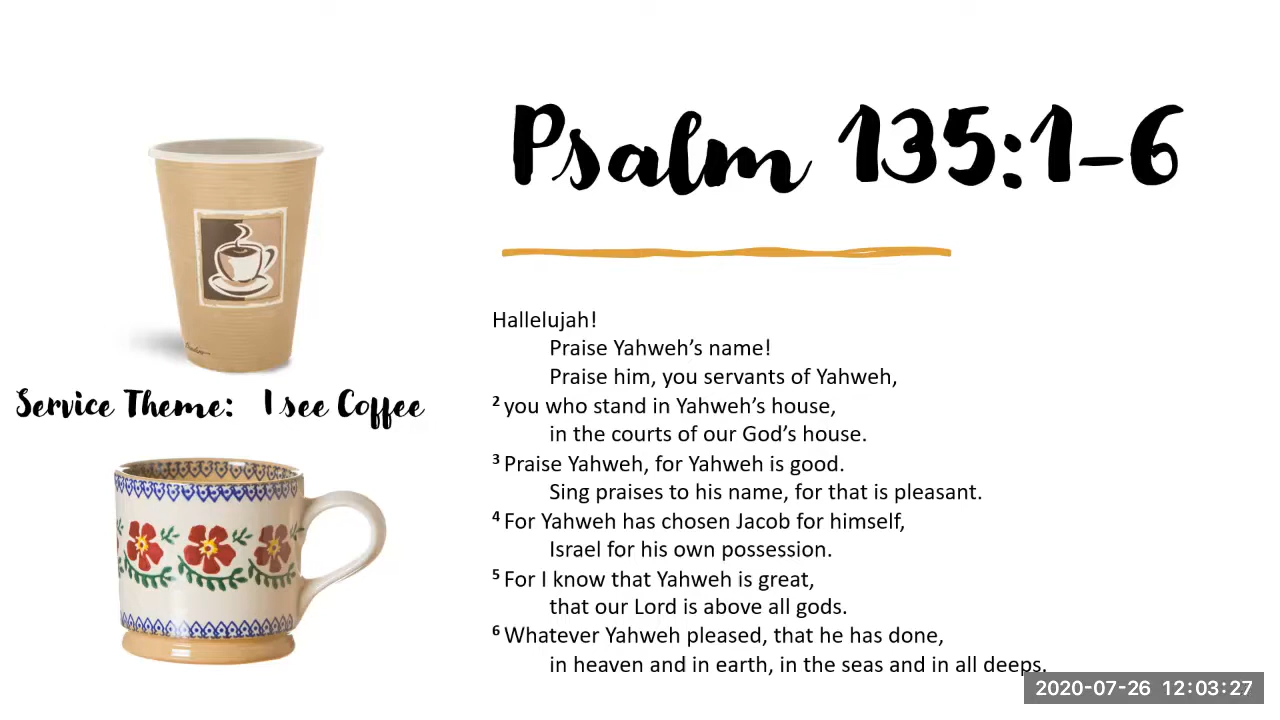 Psalm 135:1-6
Hallelujah!
Praise Yahweh’s name!
Praise him, you servants of Yahweh,
2 you who stand in Yahweh’s house,
in the courts of our God’s house.
3 Praise Yahweh, for Yahweh is good.
Sing praises to his name, for that is pleasant.
4 For Yahweh has chosen Jacob for himself,
Israel for his own possession.
5 For I know that Yahweh is great,
that our Lord is above all gods.
6 Whatever Yahweh pleased, that he has done,
in heaven and in earth, in the seas and in all deeps.
Service Theme: I see Coffee
2020-07-26 12:03:27